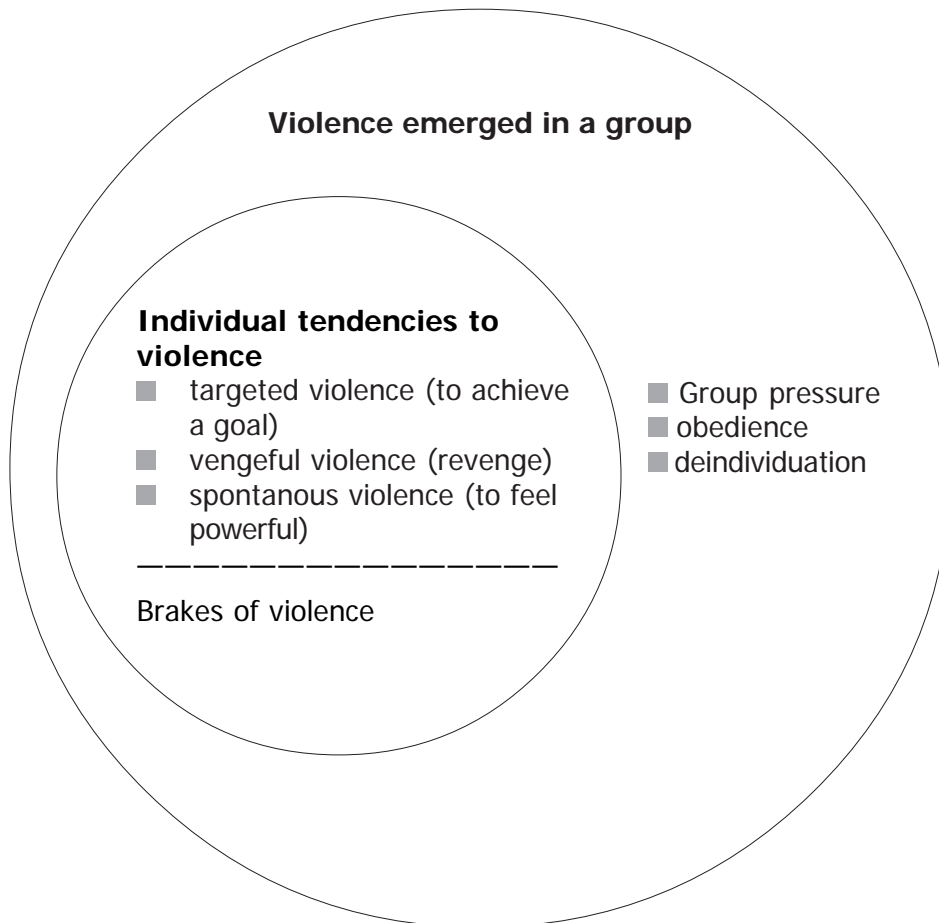 Violence emerged in a group
Individual tendencies to
violence
targeted violence (to achieve
a goal)
vengeful violence (revenge)
spontanous violence (to feel
powerful)
Brakes of violence
Group pressure
obedience
deindividuation